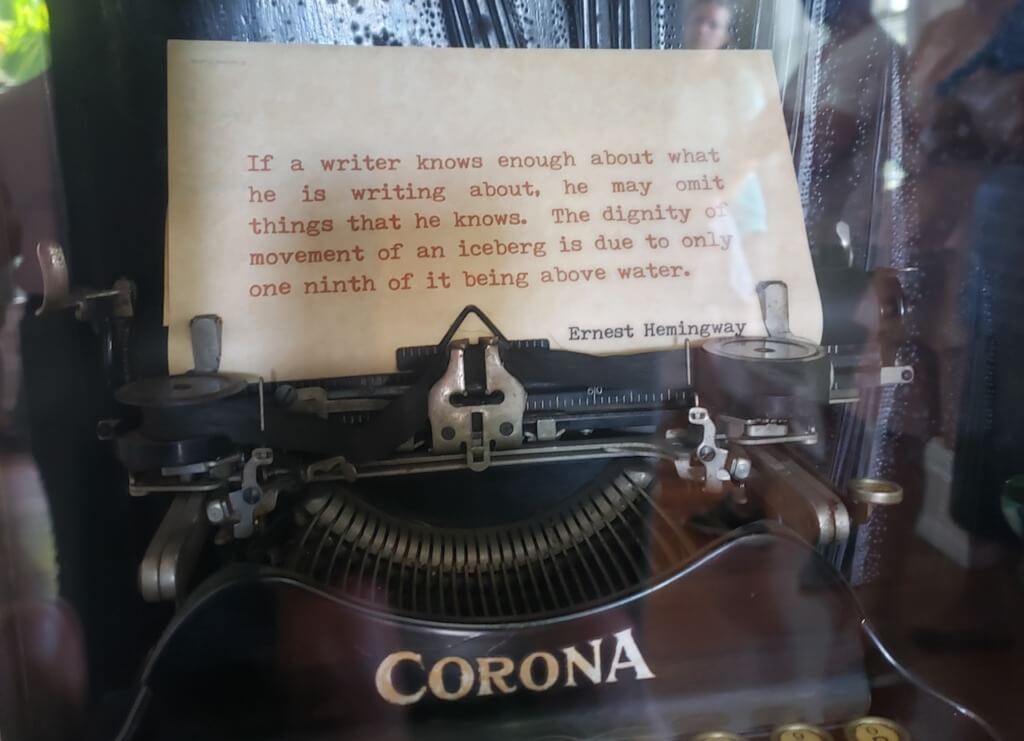 If a writer knows enough about what
he is writing about, he may omit
things that he knows. The dignity of
movement of an iceberg is due to only
one ninth of it being above water.
Ernest Hemingway
60
CORONA